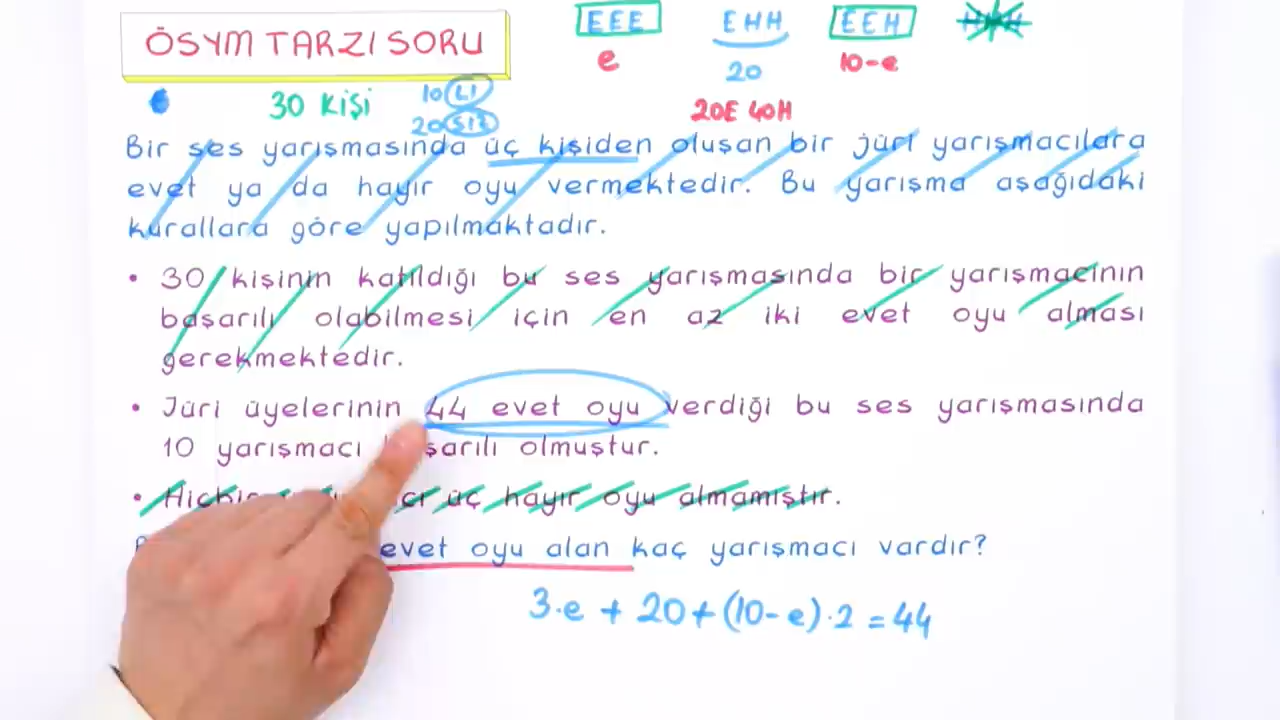 ÖSYM TARZI SORU
EEE EHH EEH
e 20 10-e
30 KİŞİ
10 Lı
20 SIZ
20E 40H
Bir ses yarışmasında üç kişiden oluşan bir jüri yarışmacılara
evet ya da hayır oyu vermektedir. Bu yarışma aşağıdaki
kurallara göre yapılmaktadır.
• 30 kişinin katıldığı bu ses yarışmasında bir yarışmacının
başarılı olabilmesi için en az iki evet oyu alması
gerekmektedir.
• Jüri üyelerinin 44 evet oyu verdiği bu ses yarışmasında
10 yarışmacı olmuştur.
• üç hayır oyu almamıştır.
evet oyu alan kaç yarışmacı vardır?
3·e + 20 + (10-e)·2 = 44